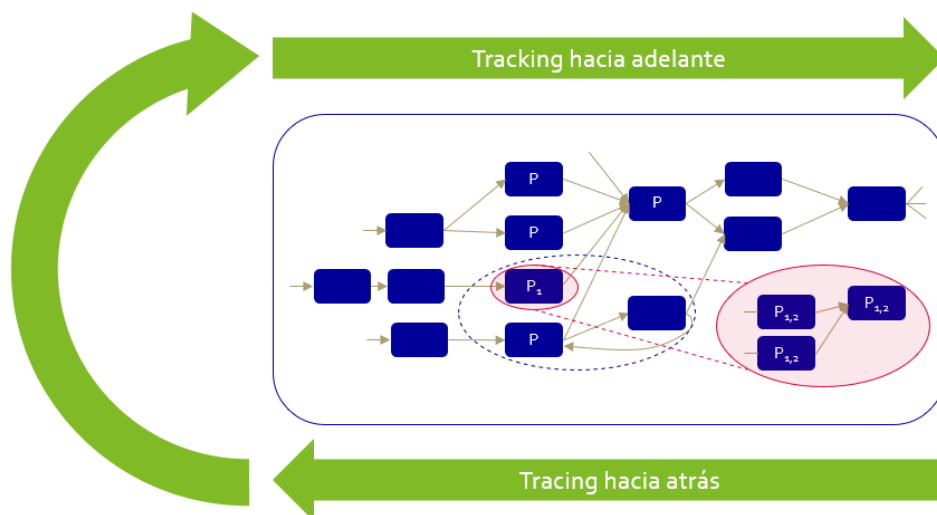 Tracking hacia adelante
P
P
P
P₁
P
P₁,₂
P₁,₂
P₁,₂
Tracing hacia atrás